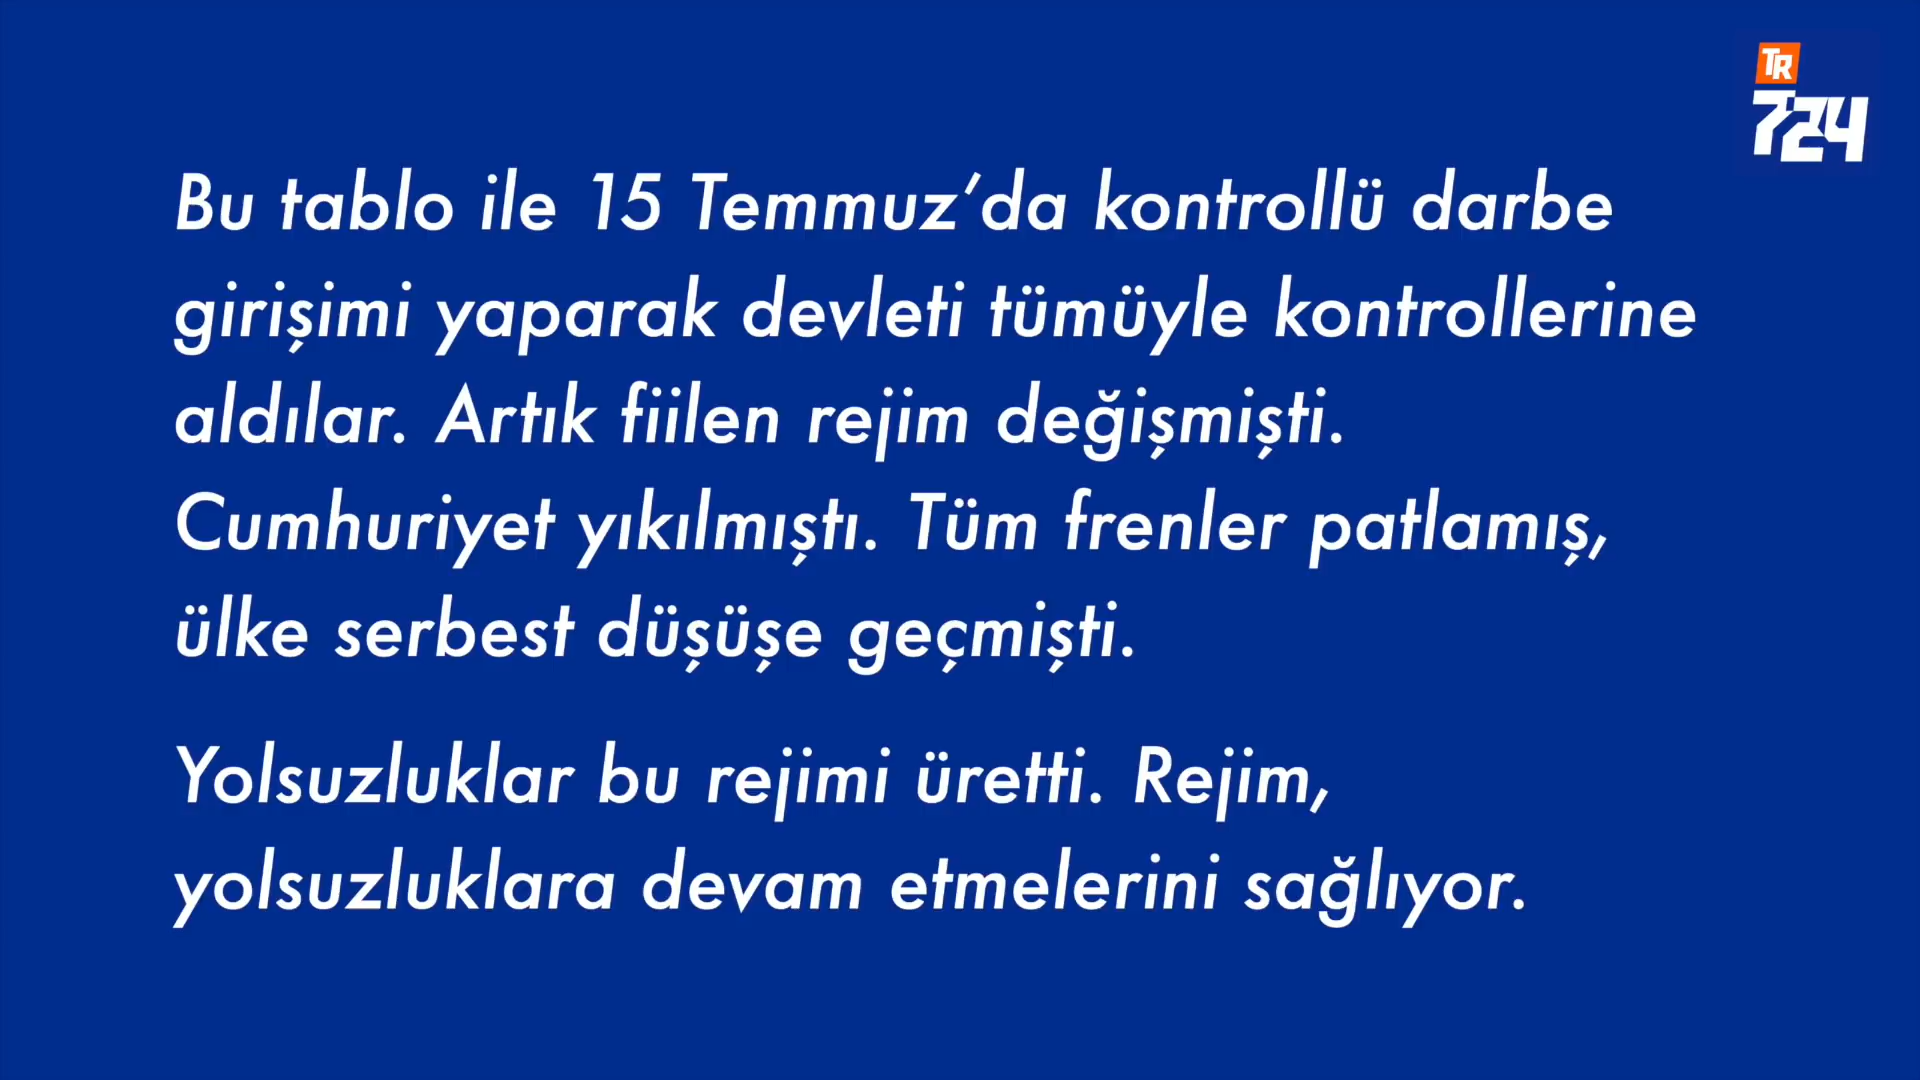 TR
724
Bu tablo ile 15 Temmuz’da kontrollü darbe
girişimi yaparak devleti tümüyle kontrollerine
aldılar. Artık fiilen rejim değişmişti.
Cumhuriyet yıkılmıştı. Tüm frenler patlamış,
ülke serbest düşüşe geçmişti.
Yolsuzluklar bu rejimi üretti. Rejim,
yolsuzluklara devam etmelerini sağlıyor.